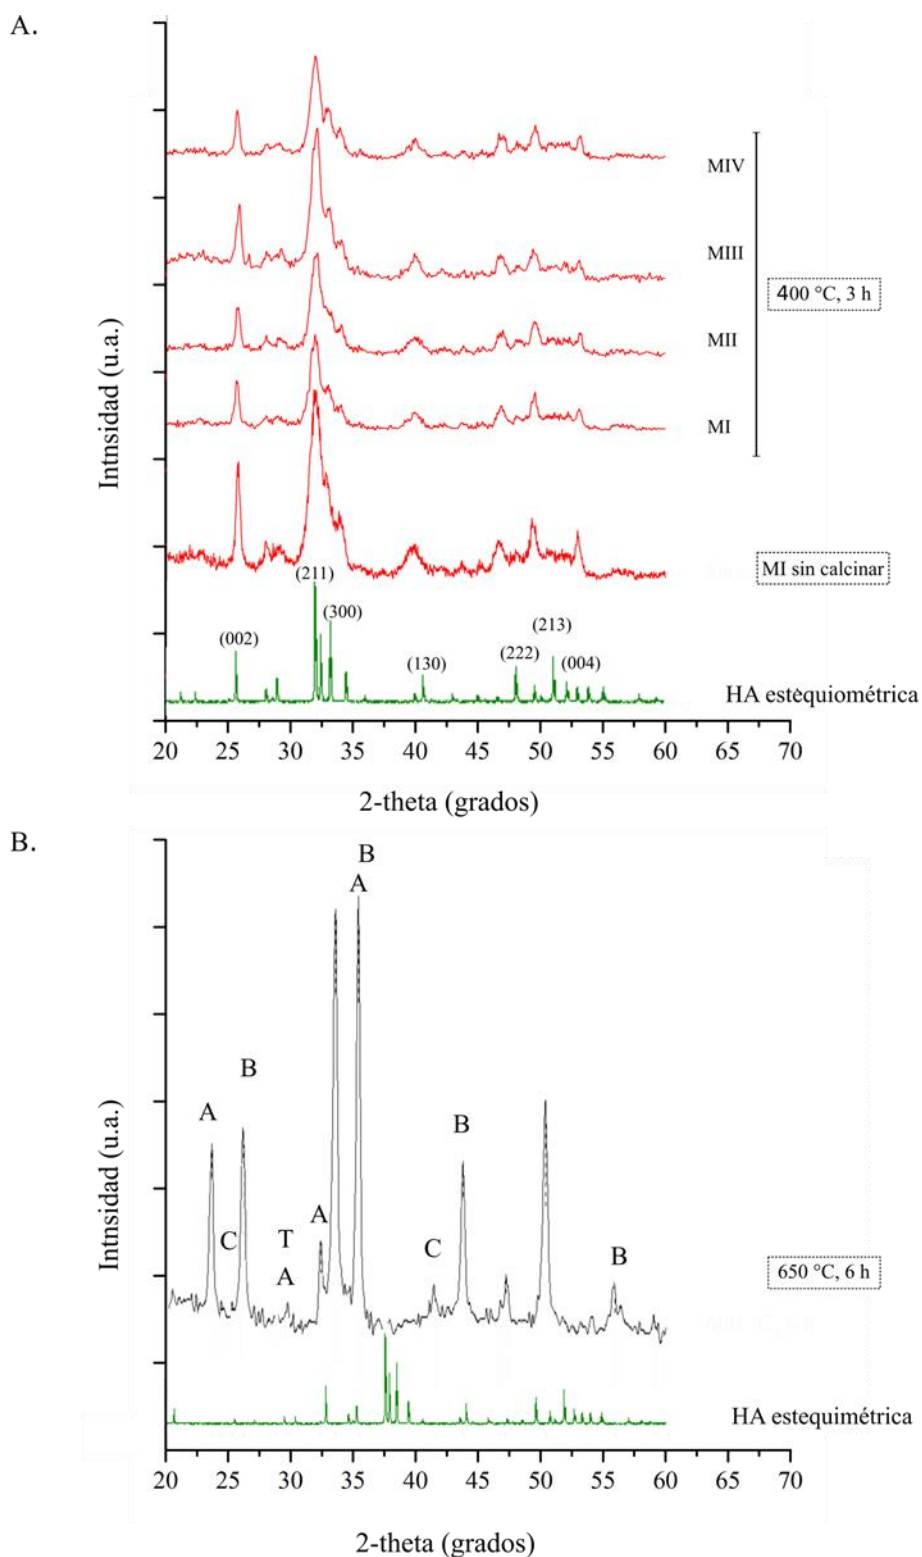 A.
MIV
MIII
400 °C, 3 h
MII
MI
Intnsidad (u.a.)
MI sin calcinar
(211)
(300)
(002)
(213)
(130)
(222)
(004)
HA estequiométrica
20 25 30 35 40 45 50 55 60 65 70
2-theta (grados)
B.
B
A
B
A
B
A
C
T
A
C
B
Intnsidad (u.a.)
650 °C, 6 h
HA estequimétrica
20 25 30 35 40 45 50 55 60 65 70
2-theta (grados)